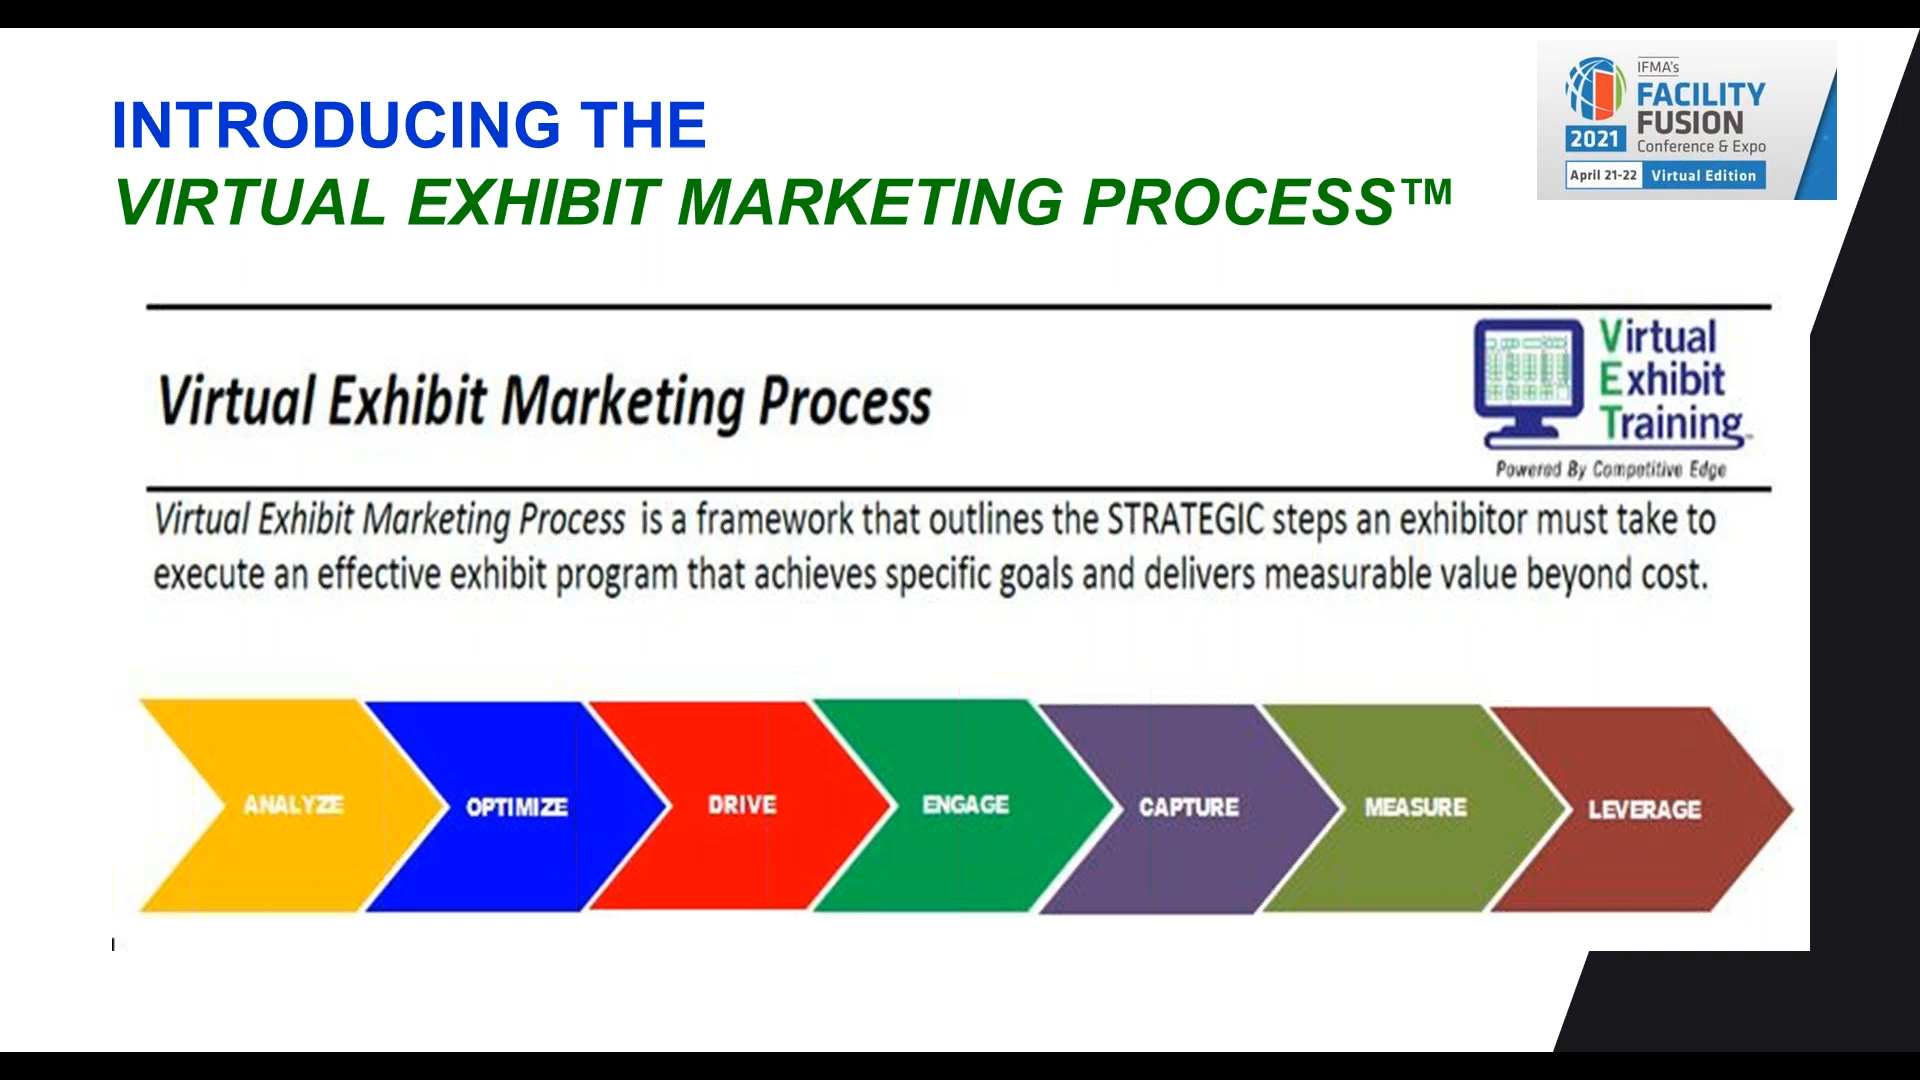 INTRODUCING THE
VIRTUAL EXHIBIT MARKETING PROCESS™
IFMA's
FACILITY
FUSION
2021
Conference & Expo
April 21-22 Virtual Edition
Virtual Exhibit Marketing Process
Virtual
Exhibit
Training™
Powered By Competitive Edge
Virtual Exhibit Marketing Process is a framework that outlines the STRATEGIC steps an exhibitor must take to
execute an effective exhibit program that achieves specific goals and delivers measurable value beyond cost.
ANALYZE OPTIMIZE DRIVE ENGAGE CAPTURE MEASURE LEVERAGE